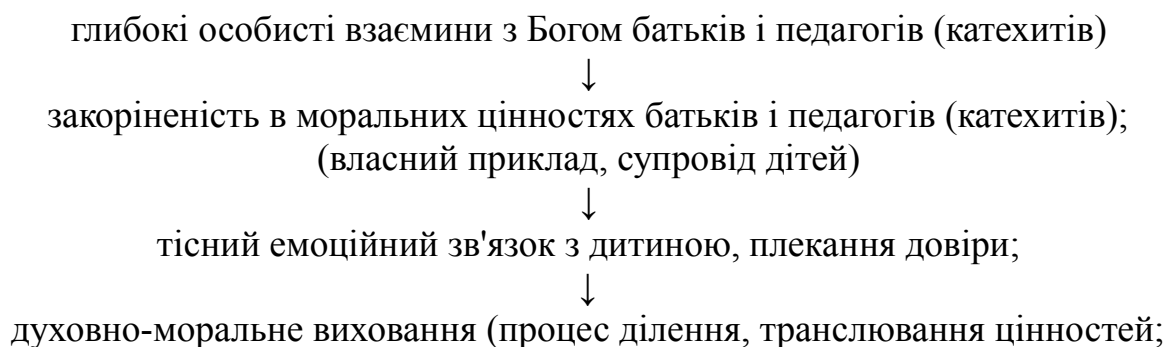 глибокі особисті взаємини з Богом батьків і педагогів (катехитів)
↓
закоріненість в моральних цінностях батьків і педагогів (катехитів);
(власний приклад, супровід дітей)
↓
тісний емоційний зв'язок з дитиною, плекання довіри;
↓
духовно-моральне виховання (процес ділення, транслювання цінностей;